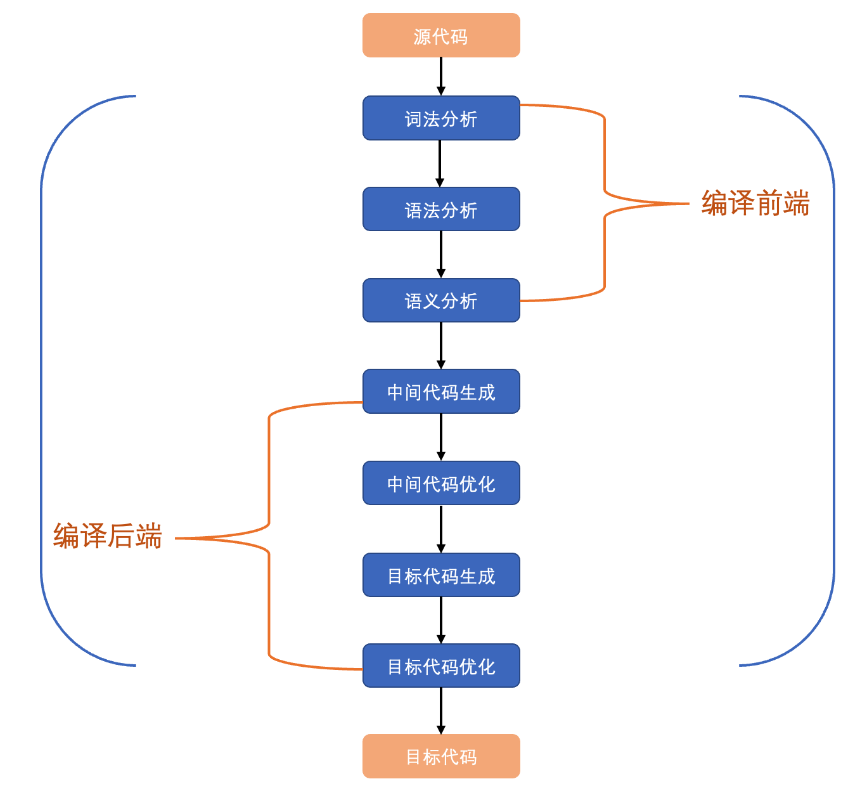 源代码
词法分析
编译前端
语法分析
语义分析
中间代码生成
中间代码优化
编译后端
目标代码生成
目标代码优化
目标代码